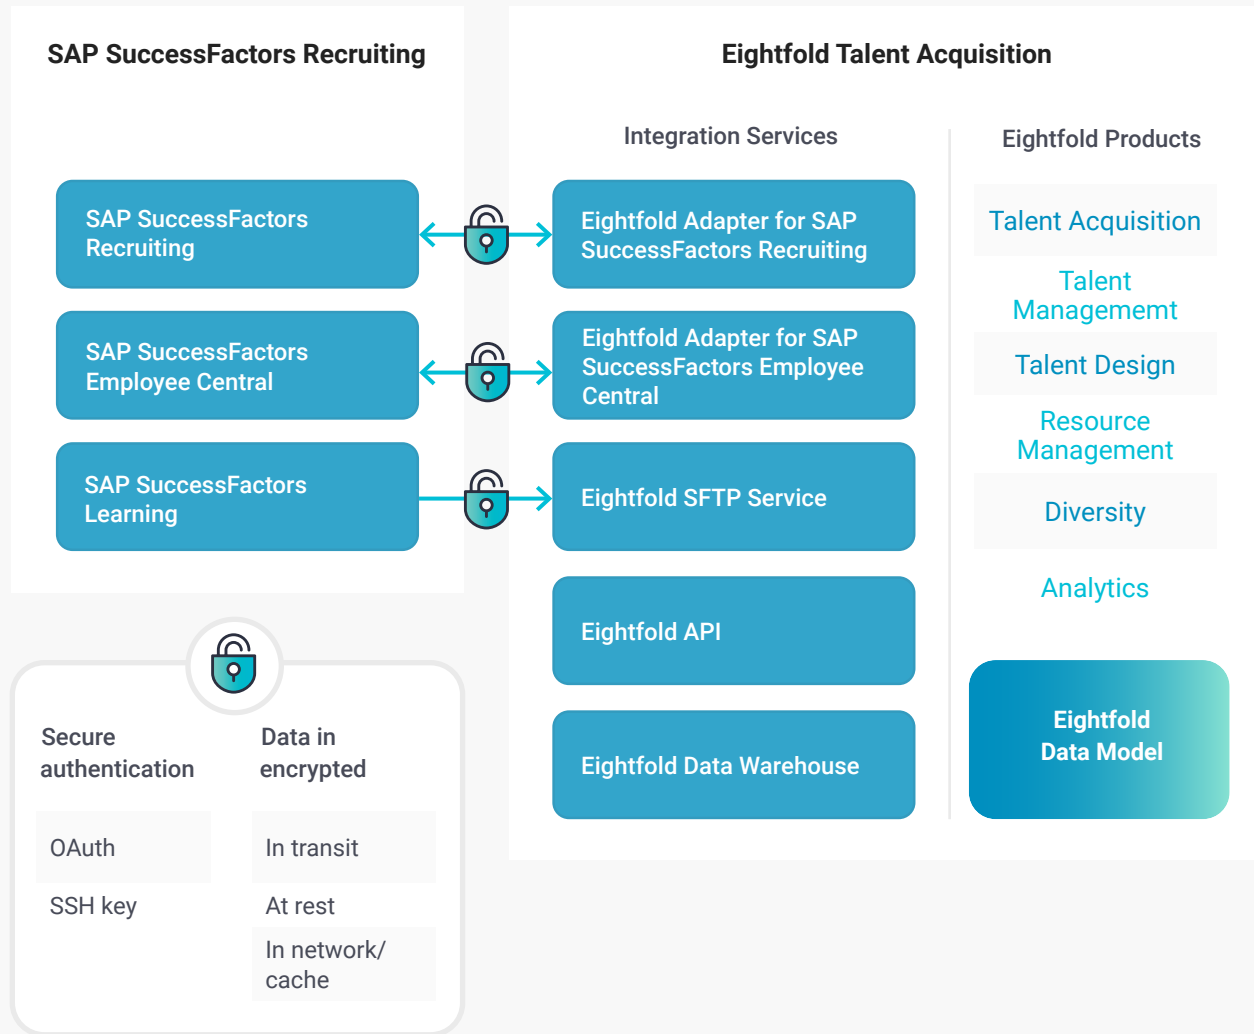 SAP SuccessFactors Recruiting
SAP SuccessFactors
Recruiting
SAP SuccessFactors
Employee Central
SAP SuccessFactors
Learning
Eightfold Talent Acquisition
Integration Services
Eightfold Adapter for SAP
SuccessFactors Recruiting
Eightfold Adapter for SAP
SuccessFactors Employee
Central
Eightfold SFTP Service
Eightfold API
Eightfold Data Warehouse
Eightfold Products
Talent Acquisition
Talent
Managememt
Talent Design
Resource
Management
Diversity
Analytics
Eightfold
Data Model
Secure
authentication
OAuth
SSH key
Data in
encrypted
In transit
At rest
In network/
cache